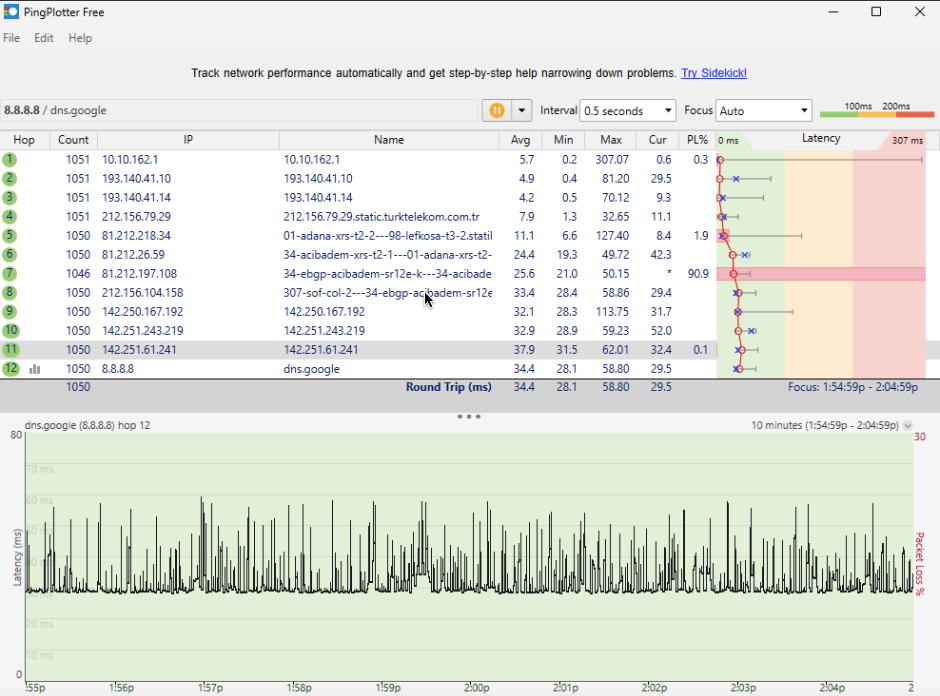 PingPlotter Free
File Edit Help
Track network performance automatically and get step-by-step help narrowing down problems. Try Sidekick!
8.8.8.8 / dns.google Interval 0.5 seconds Focus Auto 100ms 200ms
Hop Count IP Name Avg Min Max Cur PL% 0 ms Latency 307 ms
1 1051 10.10.162.1 10.10.162.1 5.7 0.2 307.07 0.6 0.3
2 1051 193.140.41.10 193.140.41.10 4.9 0.4 81.20 29.5
3 1051 193.140.41.14 193.140.41.14 4.2 0.5 70.12 9.3
4 1051 212.156.79.29 212.156.79.29.static.turktelekom.com.tr 7.9 1.3 32.65 11.1
5 1050 81.212.218.34 01-adana-xrs-t2-2---98-lefkosa-t3-2.statil 11.1 6.6 127.40 8.4 1.9
6 1050 81.212.26.59 34-acibadem-xrs-t2-1---01-adana-xrs-t2- 24.4 19.3 49.72 42.3
7 1046 81.212.197.108 34-ebgp-acibadem-sr12e-k---34-acibade 25.6 21.0 50.15 * 90.9
8 1050 212.156.104.158 307-sof-col-2---34-ebgp-acibadem-sr12e 33.4 28.4 58.86 29.4
9 1050 142.250.167.192 142.250.167.192 32.1 28.3 113.75 31.7
10 1050 142.251.243.219 142.251.243.219 32.9 28.9 59.23 52.0
11 1050 142.251.61.241 142.251.61.241 37.9 31.5 62.01 32.4 0.1
12 1050 8.8.8.8 dns.google 34.4 28.1 58.80 29.5
1050 Round Trip (ms) 34.4 28.1 58.80 29.5 Focus: 1:54:59p - 2:04:59p
dns.google (8.8.8.8) hop 12 10 minutes (1:54:59p - 2:04:59p)
80 30
70 ms
60 ms
Latency (ms)
Packet Loss %
20 ms
10 ms
0
:55p 1:56p 1:57p 1:58p 1:59p 2:00p 2:01p 2:02p 2:03p 2:04p 2